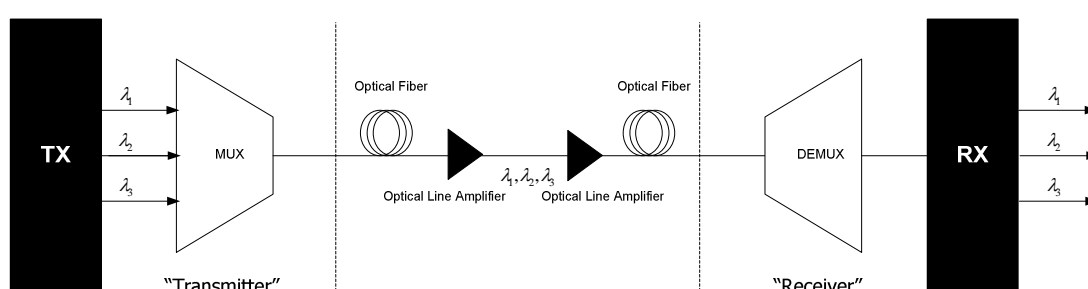 Optical Fiber
Optical Fiber
λ1
λ2
λ3
TX
MUX
λ1, λ2, λ3
Optical Line Amplifier
Optical Line Amplifier
DEMUX
RX
λ1
λ2
λ3
“Transmitter”
“Receiver”